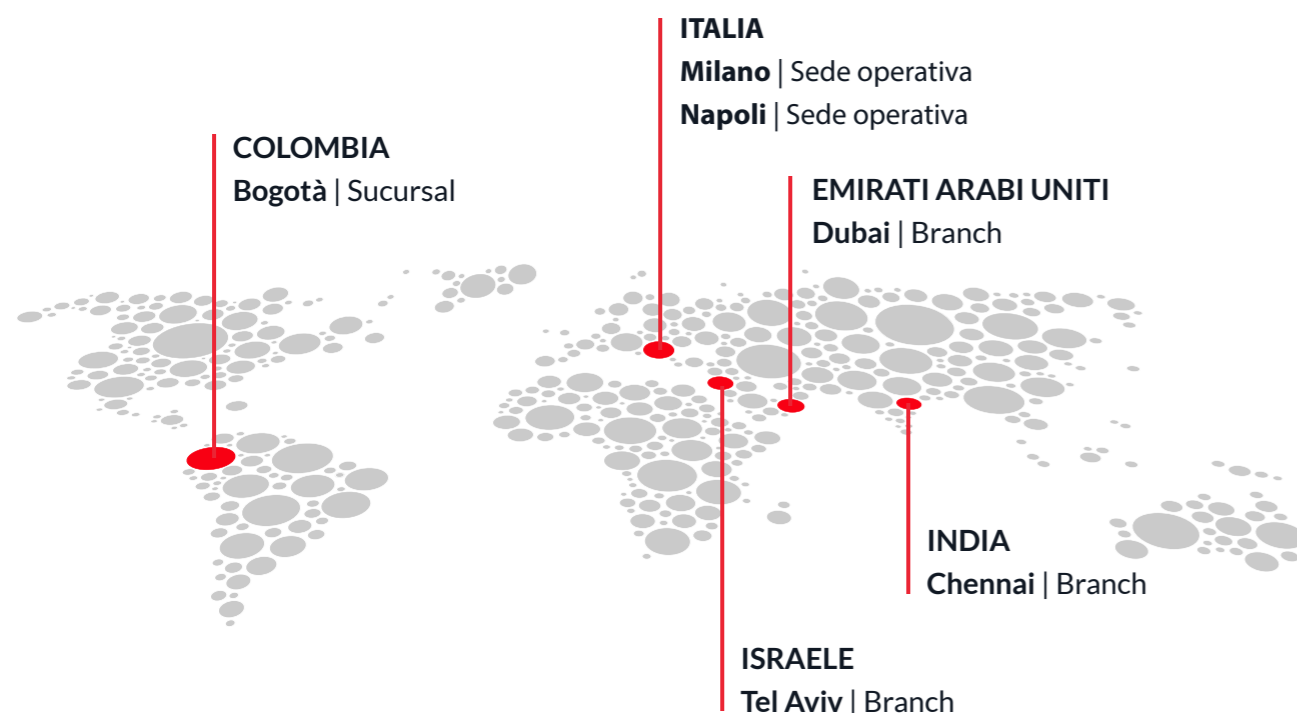 ITALIA
Milano | Sede operativa
Napoli | Sede operativa
COLOMBIA
Bogotà | Sucursal
EMIRATI ARABI UNITI
Dubai | Branch
INDIA
Chennai | Branch
ISRAELE
Tel Aviv | Branch